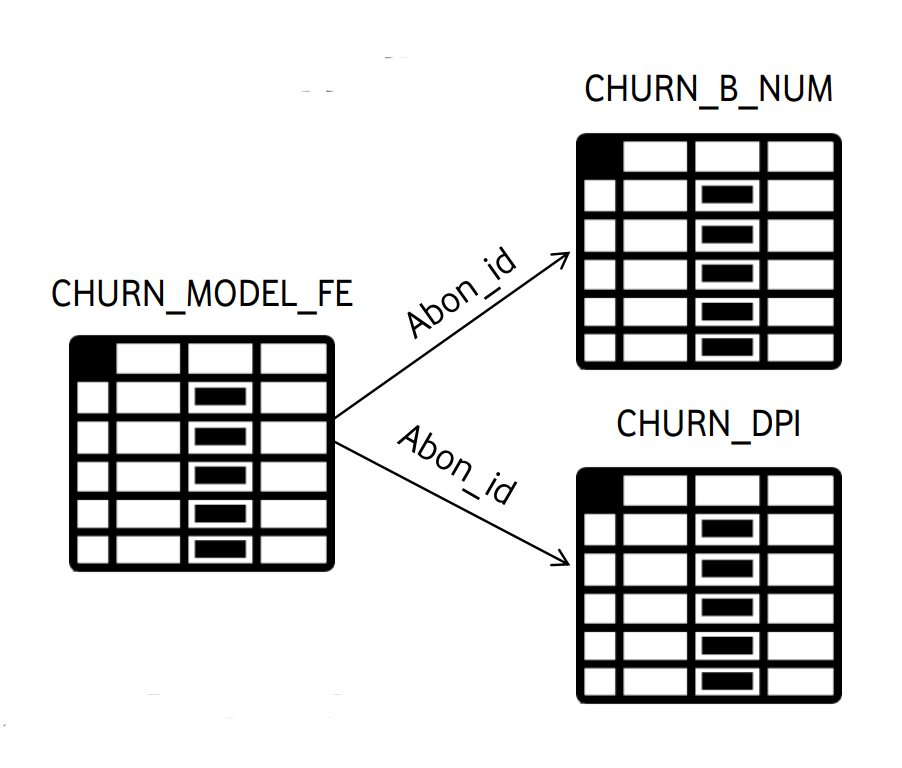 CHURN_B_NUM
Abon_id
CHURN_MODEL_FE
Abon_id
CHURN_DPI